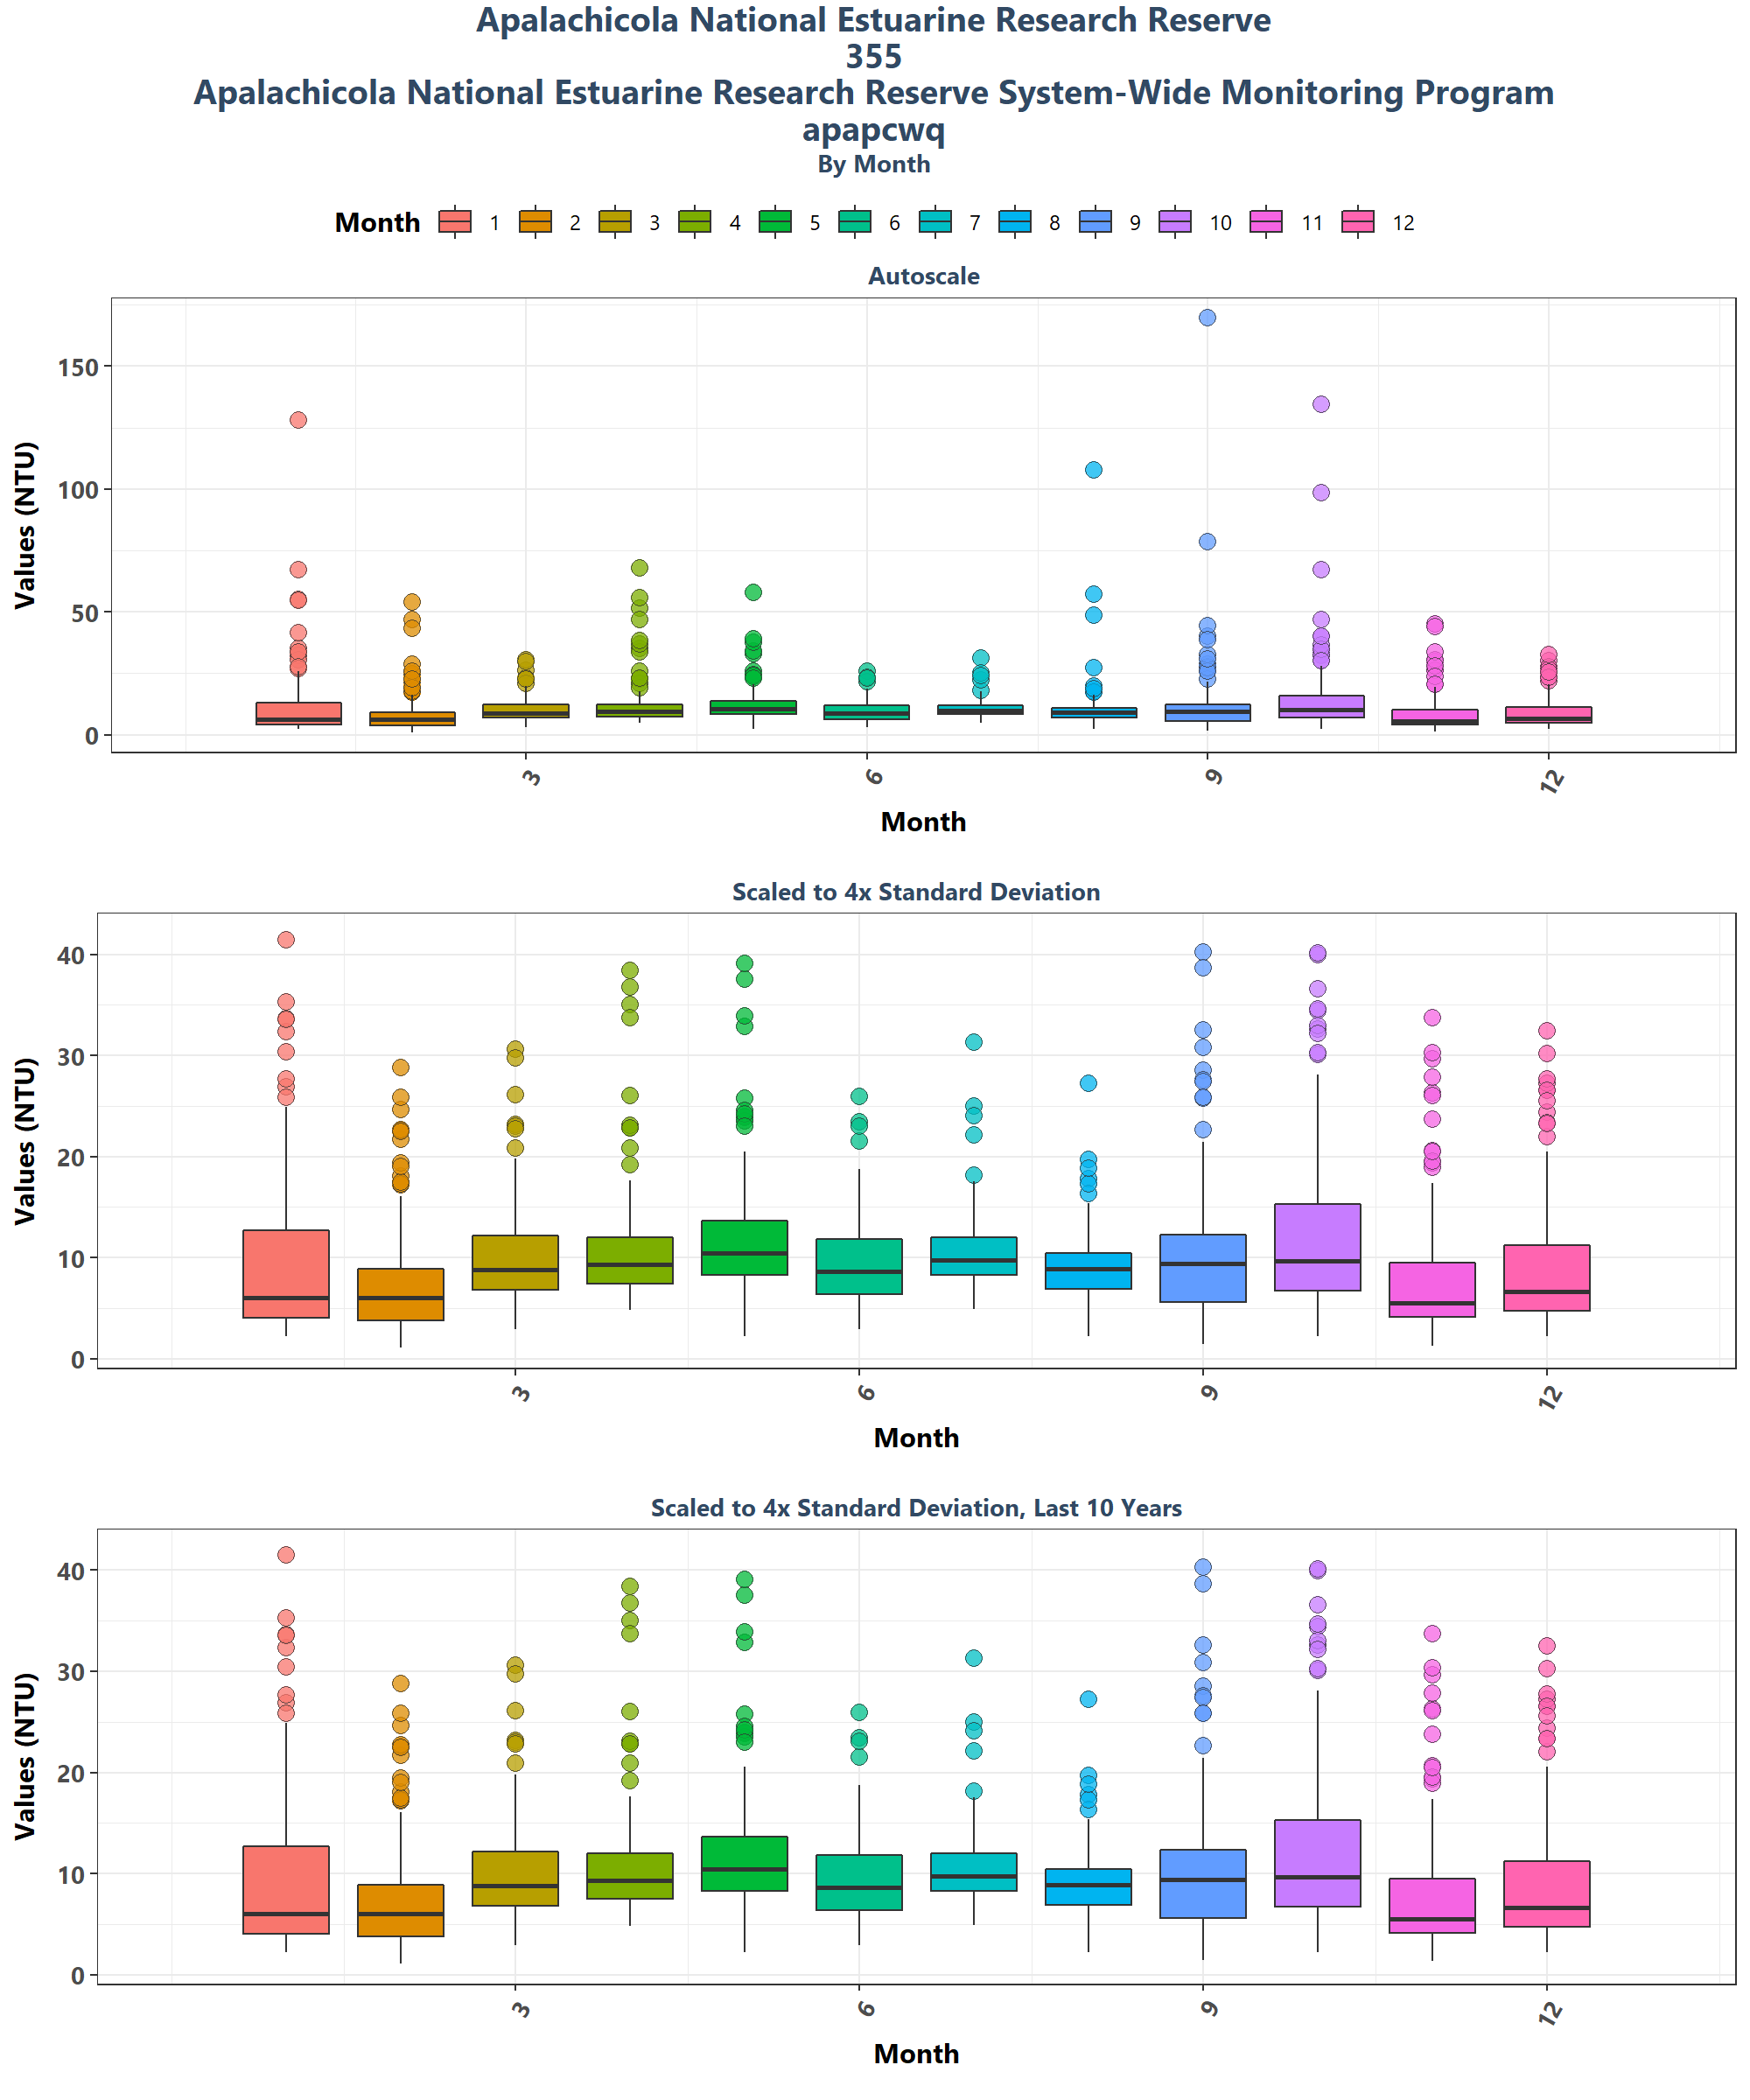 Apalachicola National Estuarine Research Reserve
355
Apalachicola National Estuarine Research Reserve System-Wide Monitoring Program
apapcwq
By Month
Month 1 2 3 4 5 6 7 8 9 10 11 12
Autoscale
Values (NTU)
150
100
50
0
3 6 9 12
Month
Scaled to 4x Standard Deviation
Values (NTU)
40
30
20
10
0
3 6 9 12
Month
Scaled to 4x Standard Deviation, Last 10 Years
Values (NTU)
40
30
20
10
0
3 6 9 12
Month